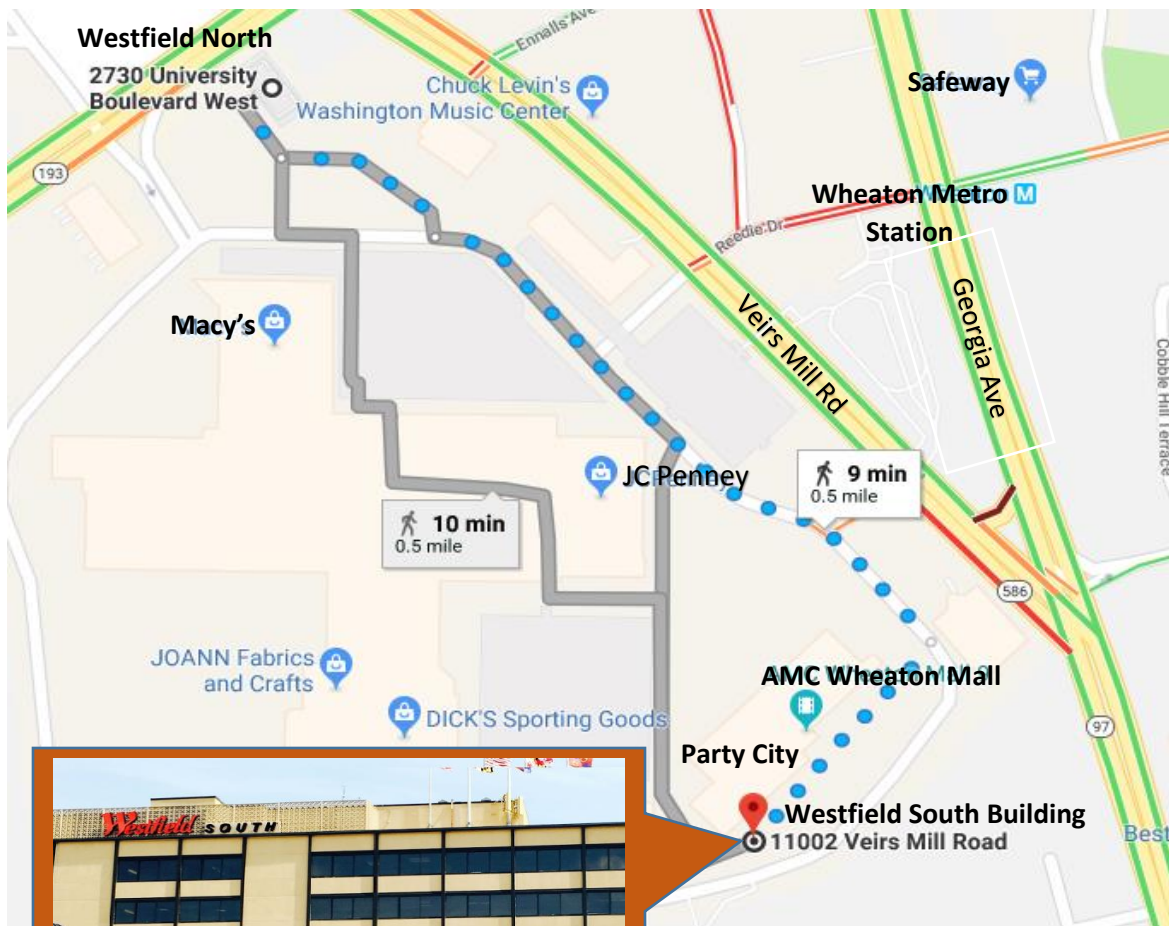 Westfield North
2730 University
Boulevard West
193
Ennalls Ave
Chuck Levin's
Washington Music Center
Safeway
Wheaton Metro
Station
M
Reedie Dr
Veirs Mill Rd
Georgia Ave
Cobble Hill Terrace
Macy's
JC Penney
9 min
0.5 mile
10 min
0.5 mile
586
JOANN Fabrics
and Crafts
DICK'S Sporting Goods
AMC Wheaton Mall
97
Party City
Westfield South Building
11002 Veirs Mill Road
Best
Westfield SOUTH